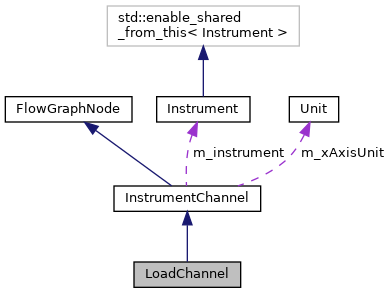 std::enable_shared
_from_this< Instrument >
FlowGraphNode
Instrument
Unit
m_instrument
m_xAxisUnit
InstrumentChannel
LoadChannel